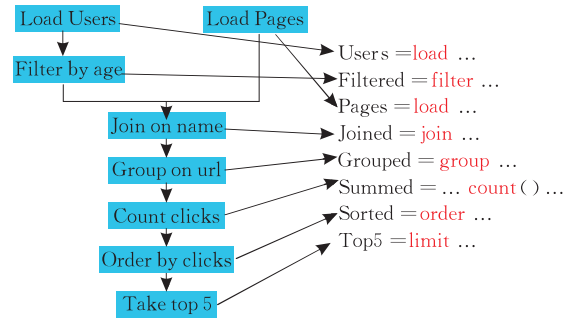 Load Users
Load Pages
Filter by age
Join on name
Group on url
Count clicks
Order by clicks
Take top 5
Users = load ...
Filtered = filter ...
Pages = load ...
Joined = join ...
Grouped = group ...
Summed = ... count() ...
Sorted = order ...
Top5 = limit ...